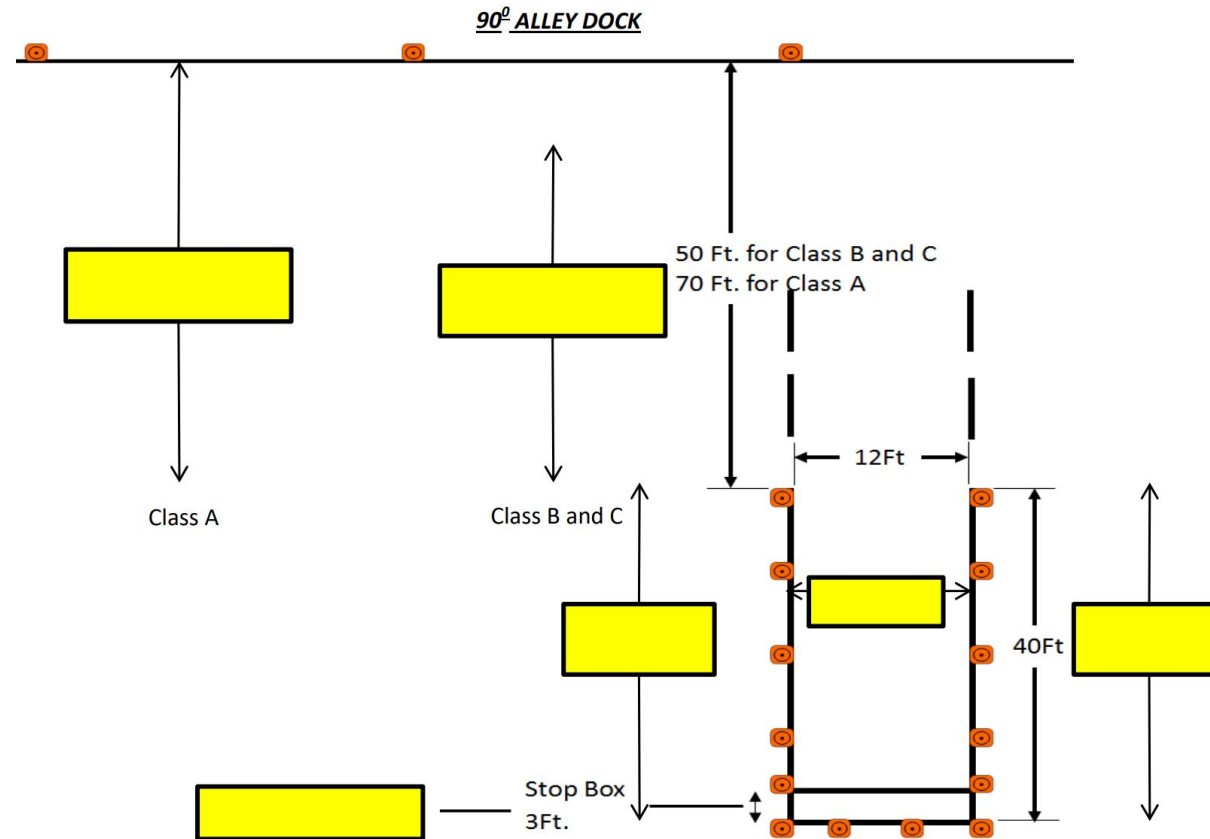 90⁰ ALLEY DOCK
50 Ft. for Class B and C
70 Ft. for Class A
12Ft
Class A
Class B and C
40Ft
Stop Box
3Ft.